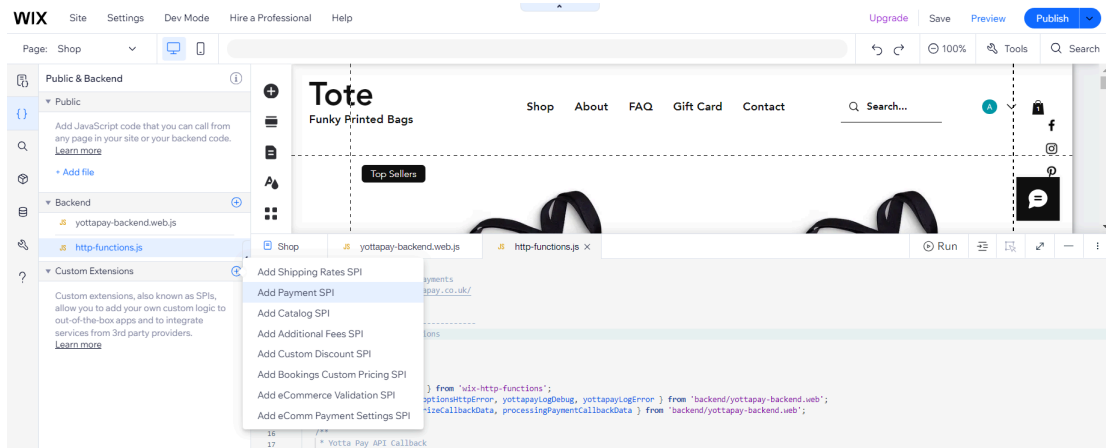 WIX Site Settings Dev Mode Hire a Professional Help Upgrade Save Preview Publish
Page: Shop 100% Tools Search
Public & Backend
Public
Add JavaScript code that you can call from
any page in your site or your backend code.
Learn more
+ Add file
Backend
yottapay-backend.web.js
http-functions.js
Custom Extensions
Custom extensions, also known as SPIs,
allow you to add your own custom logic to
out-of-the-box apps and to integrate
services from 3rd party providers.
Learn more
Tote
Funky Printed Bags
Shop About FAQ Gift Card Contact Search... A 1
Top Sellers
Shop yottapay-backend.web.js http-functions.js Run
Add Shipping Rates SPI
Add Payment SPI
Add Catalog SPI
Add Additional Fees SPI
Add Custom Discount SPI
Add Bookings Custom Pricing SPI
Add eCommerce Validation SPI
Add eComm Payment Settings SPI
ayments
apay.co.uk/
------------
ions
} from 'wix-http-functions';
optionsHttpError, yottapayLogDebug, yottapayLogError } from 'backend/yottapay-backend.web';
rizeCallbackData, processingPaymentCallbackData } from 'backend/yottapay-backend.web';
16 /**
17 * Yotta Pay API Callback